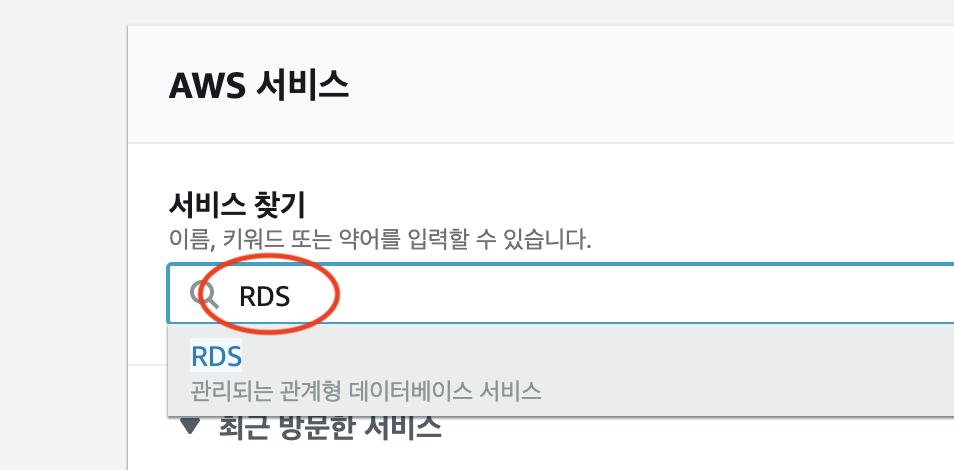 AWS 서비스
서비스 찾기
이름, 키워드 또는 약어를 입력할 수 있습니다.
RDS
RDS
관리되는 관계형 데이터베이스 서비스
▼ 최근 방문한 서비스